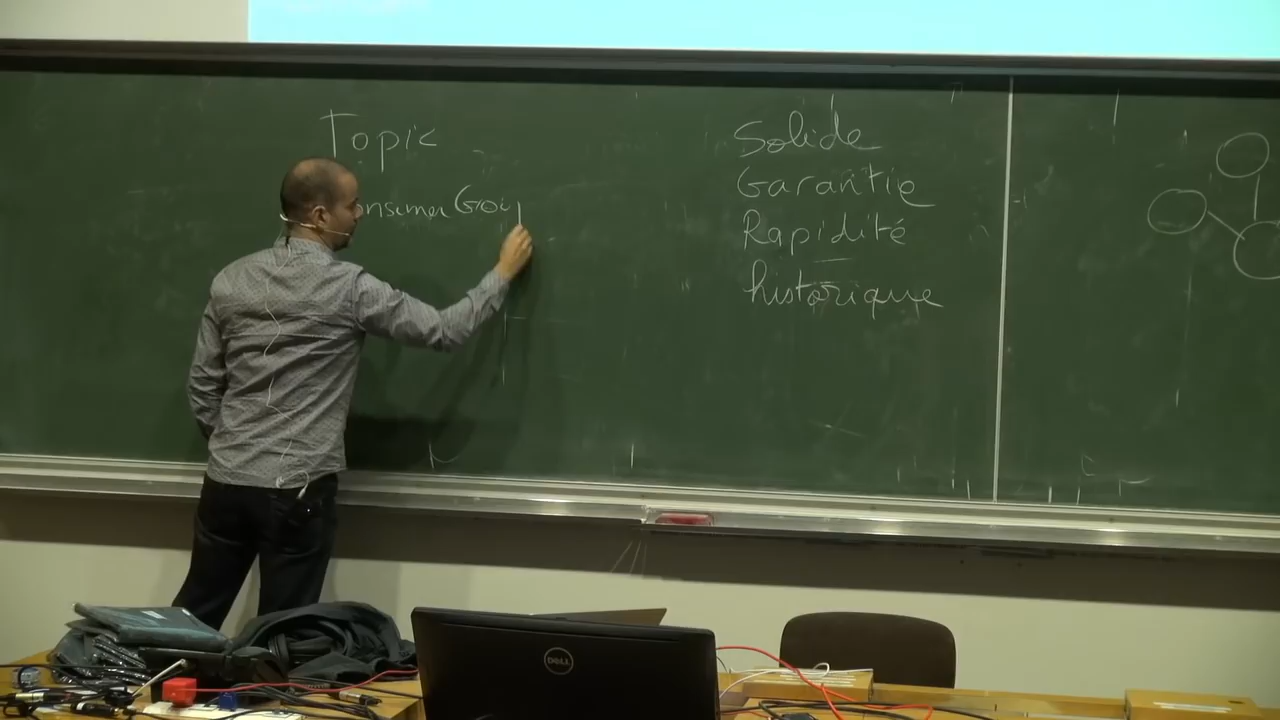 Topic
Solide
Garantie
Rapidité
historique
DELL